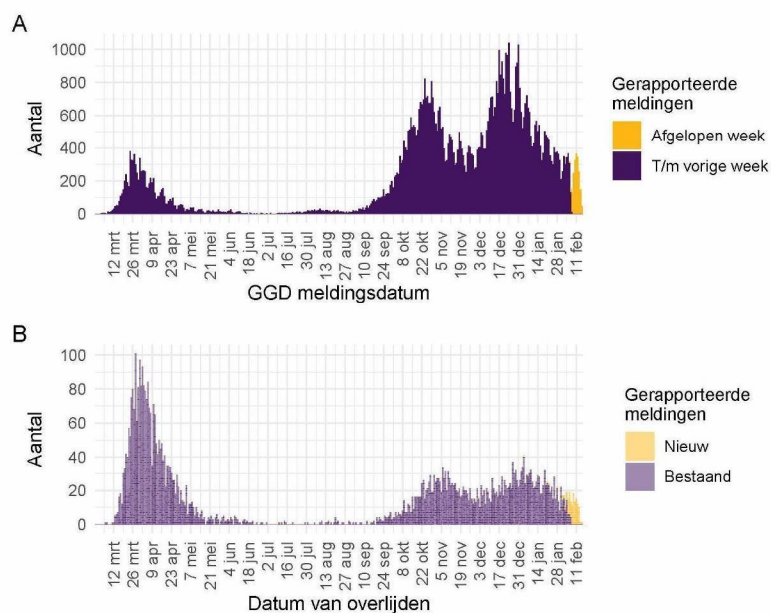 A
1000
800
600
400
200
0
Aantal
12 mrt
26 mrt
9 apr
23 apr
7 mei
21 mei
4 jun
18 jun
2 jul
16 jul
30 jul
13 aug
27 aug
10 sep
24 sep
8 okt
22 okt
5 nov
19 nov
3 dec
17 dec
31 dec
14 jan
28 jan
11 feb
GGD meldingsdatum
Gerapporteerde
meldingen
Afgelopen week
T/m vorige week
B
100
80
60
40
20
0
Aantal
12 mrt
26 mrt
9 apr
23 apr
7 mei
21 mei
4 jun
18 jun
2 jul
16 jul
30 jul
13 aug
27 aug
10 sep
24 sep
8 okt
22 okt
5 nov
19 nov
3 dec
17 dec
31 dec
14 jan
28 jan
11 feb
Datum van overlijden
Gerapporteerde
meldingen
Nieuw
Bestaand